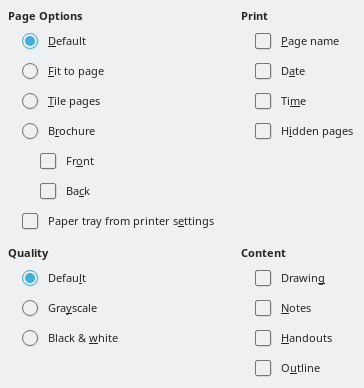 Page Options
Default
Fit to page
Tile pages
Brochure
Front
Back
Paper tray from printer settings
Print
Page name
Date
Time
Hidden pages
Quality
Default
Grayscale
Black & white
Content
Drawing
Notes
Handouts
Outline